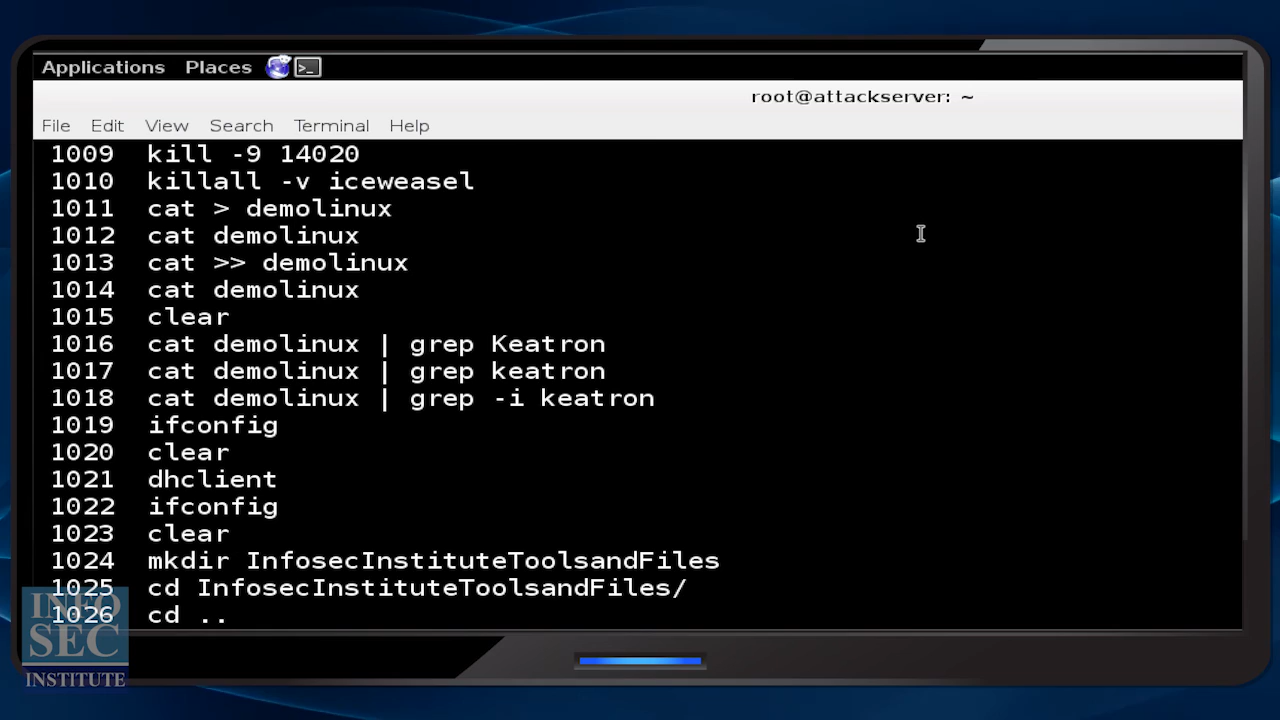 Applications Places
root@attackserver: ~
File Edit View Search Terminal Help
1009 kill -9 14020
1010 killall -v iceweasel
1011 cat > demolinux
1012 cat demolinux
1013 cat >> demolinux
1014 cat demolinux
1015 clear
1016 cat demolinux | grep Keatron
1017 cat demolinux | grep keatron
1018 cat demolinux | grep -i keatron
1019 ifconfig
1020 clear
1021 dhclient
1022 ifconfig
1023 clear
1024 mkdir InfosecInstituteToolsandFiles
1025 cd InfosecInstituteToolsandFiles/
1026 cd ..
INFO
SEC
INSTITUTE